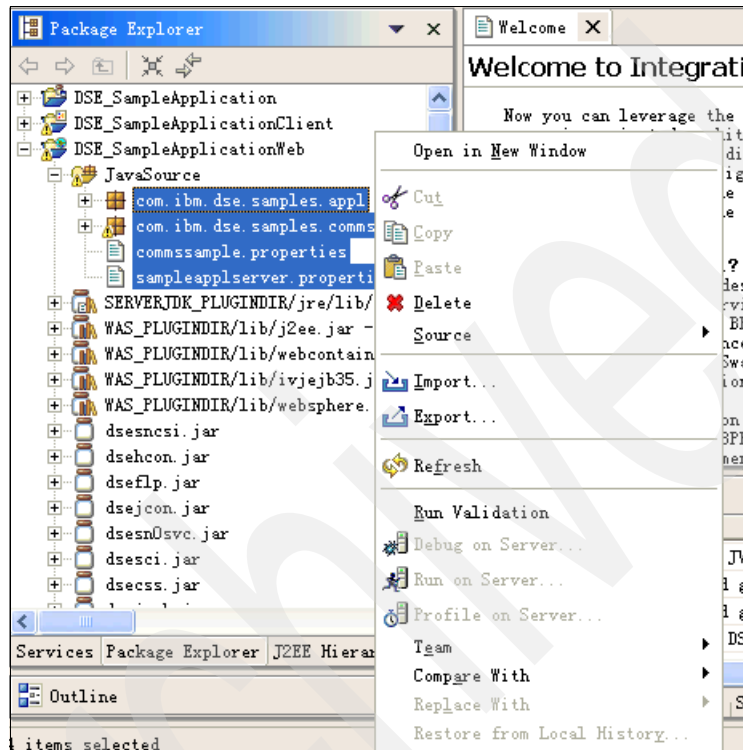 Package Explorer
Welcome
Welcome to Integrati
DSE_SampleApplication
DSE_SampleApplicationClient
DSE_SampleApplicationWeb
JavaSource
com.ibm.dse.samples.appl
com.ibm.dse.samples.comms
commssample.properties
sampleapplserver.properti
SERVERJDK_PLUGINDIR/jre/lib/
WAS_PLUGINDIR/lib/j2ee.jar -
WAS_PLUGINDIR/lib/webcontain
WAS_PLUGINDIR/lib/ivjejb35.j
WAS_PLUGINDIR/lib/websphere.
dsesncsi.jar
dsehcon.jar
dseflp.jar
dsejcon.jar
dsesn0svc.jar
dsesci.jar
dsecss.jar
Services Package Explorer J2EE Hierar
Outline
items selected
Now you can leverage the
Open in New Window
Cut
Copy
Paste
Delete
Source
Import...
Export...
Refresh
Run Validation
Debug on Server...
Run on Server...
Profile on Server...
Team
Compare With
Replace With
Restore from Local History...